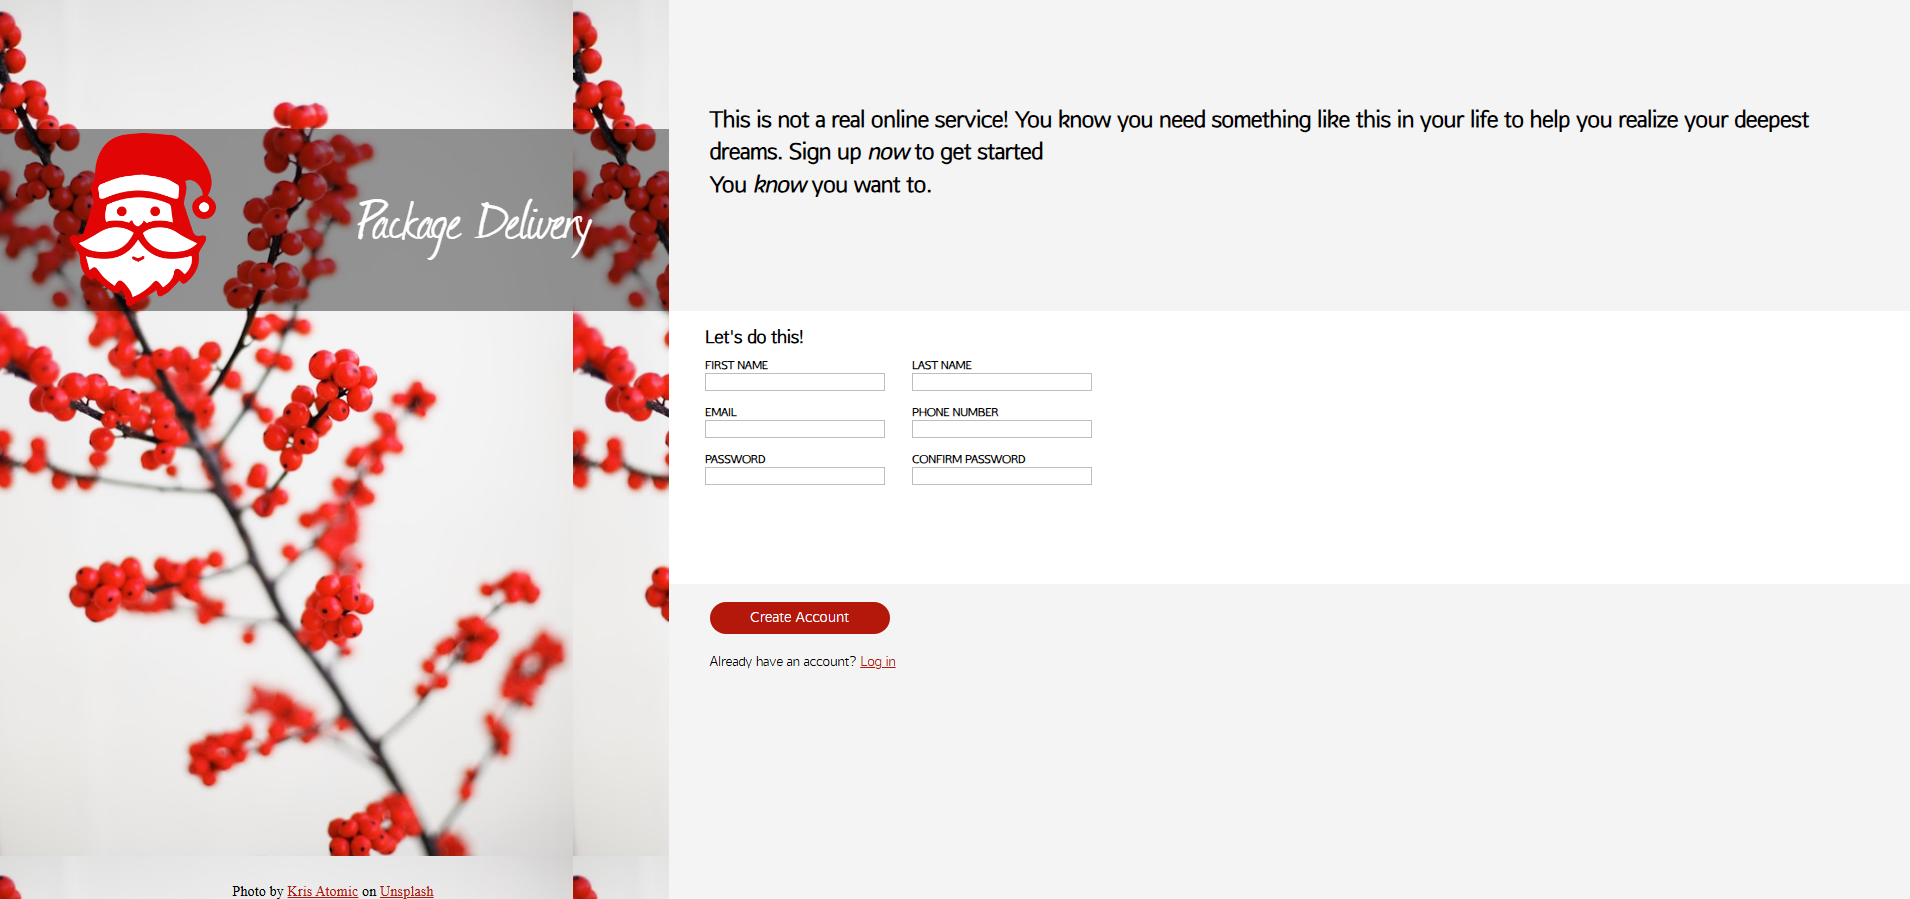 Package Delivery
Photo by Kris Atomic on Unsplash
This is not a real online service! You know you need something like this in your life to help you realize your deepest
dreams. Sign up now to get started
You know you want to.
Let's do this!
FIRST NAME LAST NAME
EMAIL PHONE NUMBER
PASSWORD CONFIRM PASSWORD
Create Account
Already have an account? Log in